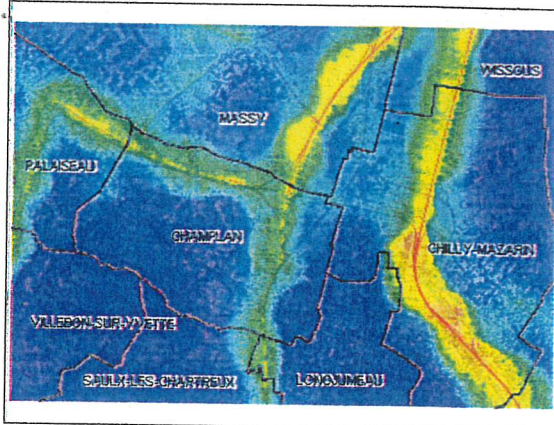 WISSOUS
MASSY
PALAISEAU
CHAMPLAN
CHILLY-MAZARIN
VILLEBON-SUR-YVETTE
SAULX-LES-CHARTREUX
LONGJUMEAU